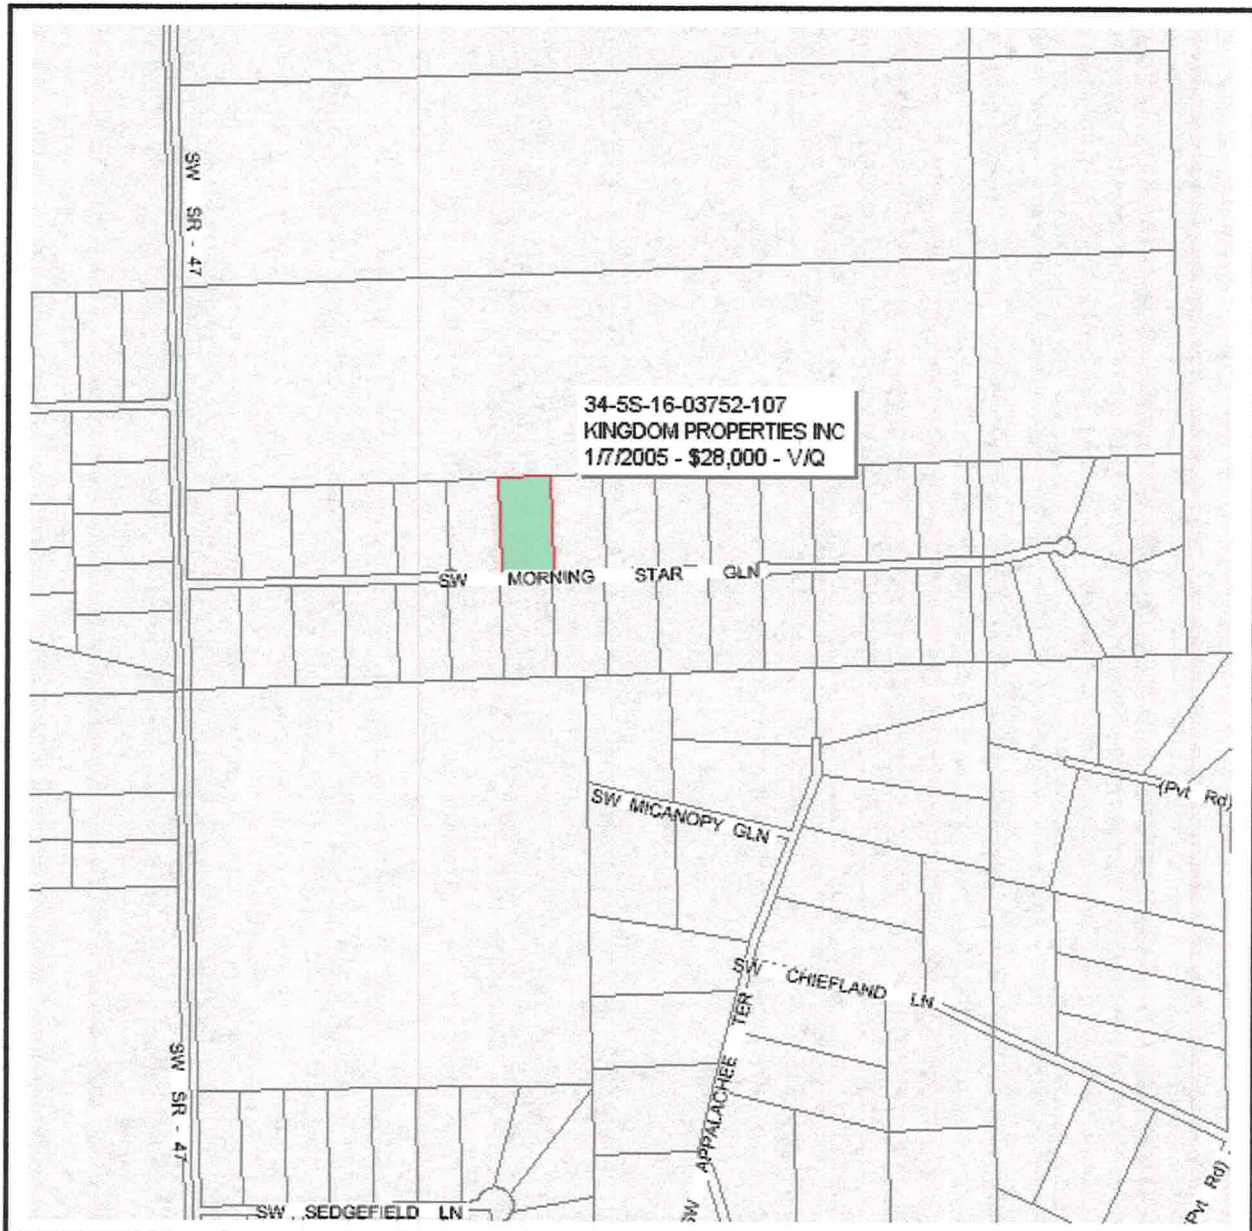 SW SR - 47
34-5S-16-03752-107
KINGDOM PROPERTIES INC
1/7/2005 - $28,000 - V/Q
SW MORNING STAR GLN
(Pvt Rd)
SW MICANOPY GLN
SW CHIEFLAND LN
SW APPALACHEE TER
SW SR - 47
(Pvt Rd)
SW SEDGEFIELD LN